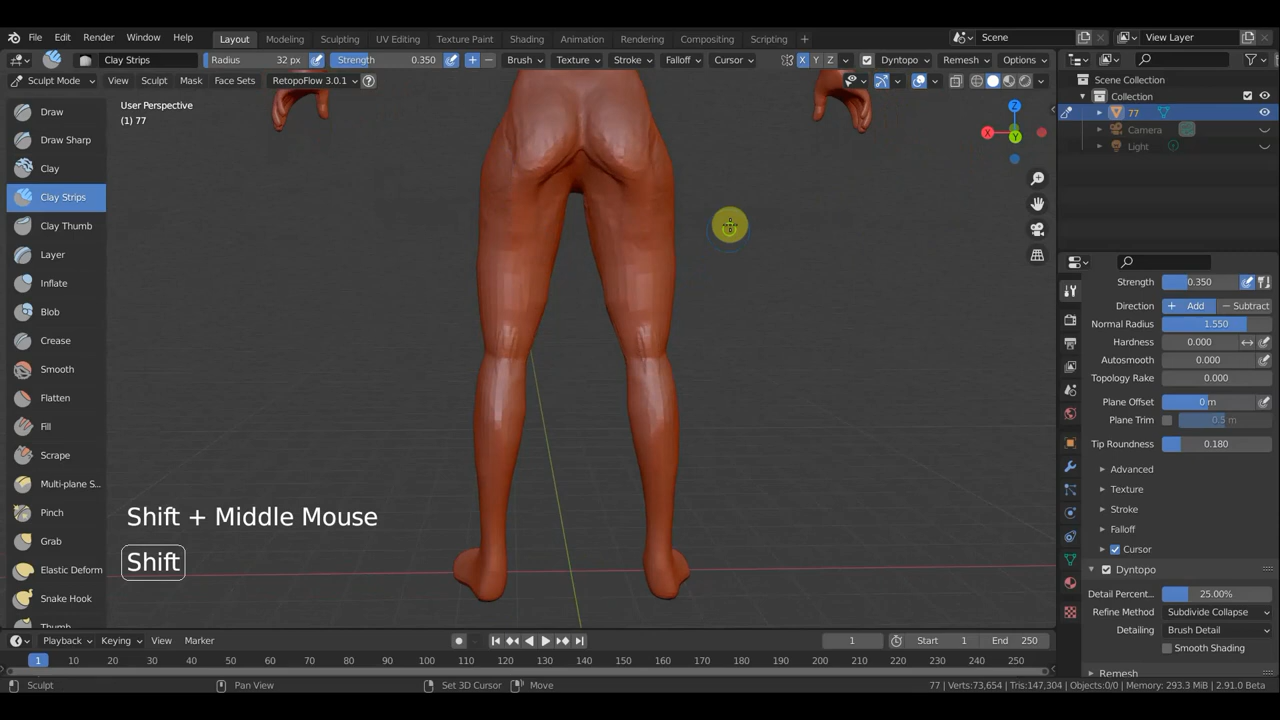 File Edit Render Window Help Layout Modeling Sculpting UV Editing Texture Paint Shading Animation Rendering Compositing Scripting + Scene View Layer
Clay Strips Radius 32 px Strength 0.350 Brush Texture Stroke Falloff Cursor X Y Z Dyntopo Remesh Options
Sculpt Mode View Sculpt Mask Face Sets RetopoFlow 3.0.1
Scene Collection
Collection
77
Camera
Light
User Perspective
(1) 77
Z
X
Y
Draw
Draw Sharp
Clay
Clay Strips
Clay Thumb
Layer
Inflate
Blob
Crease
Smooth
Flatten
Fill
Scrape
Multi-plane S...
Pinch
Grab
Elastic Deform
Snake Hook
Thumb
Shift + Middle Mouse
Shift
Strength 0.350
Direction + Add − Subtract
Normal Radius 1.550
Hardness 0.000
Autosmooth 0.000
Topology Rake 0.000
Plane Offset 0 m
Plane Trim 0.5 m
Tip Roundness 0.180
Advanced
Texture
Stroke
Falloff
Cursor
Dyntopo
Detail Percent... 25.00%
Refine Method Subdivide Collapse
Detailing Brush Detail
Smooth Shading
Remesh
Playback Keying View Marker 1 Start 1 End 250
1 10 20 30 40 50 60 70 80 90 100 110 120 130 140 150 160 170 180 190 200 210 220 230 240 250
Sculpt Pan View Set 3D Cursor Move 77 | Verts:73,654 | Tris:147,304 | Objects:0/0 | Memory: 293.3 MiB | 2.91.0 Beta